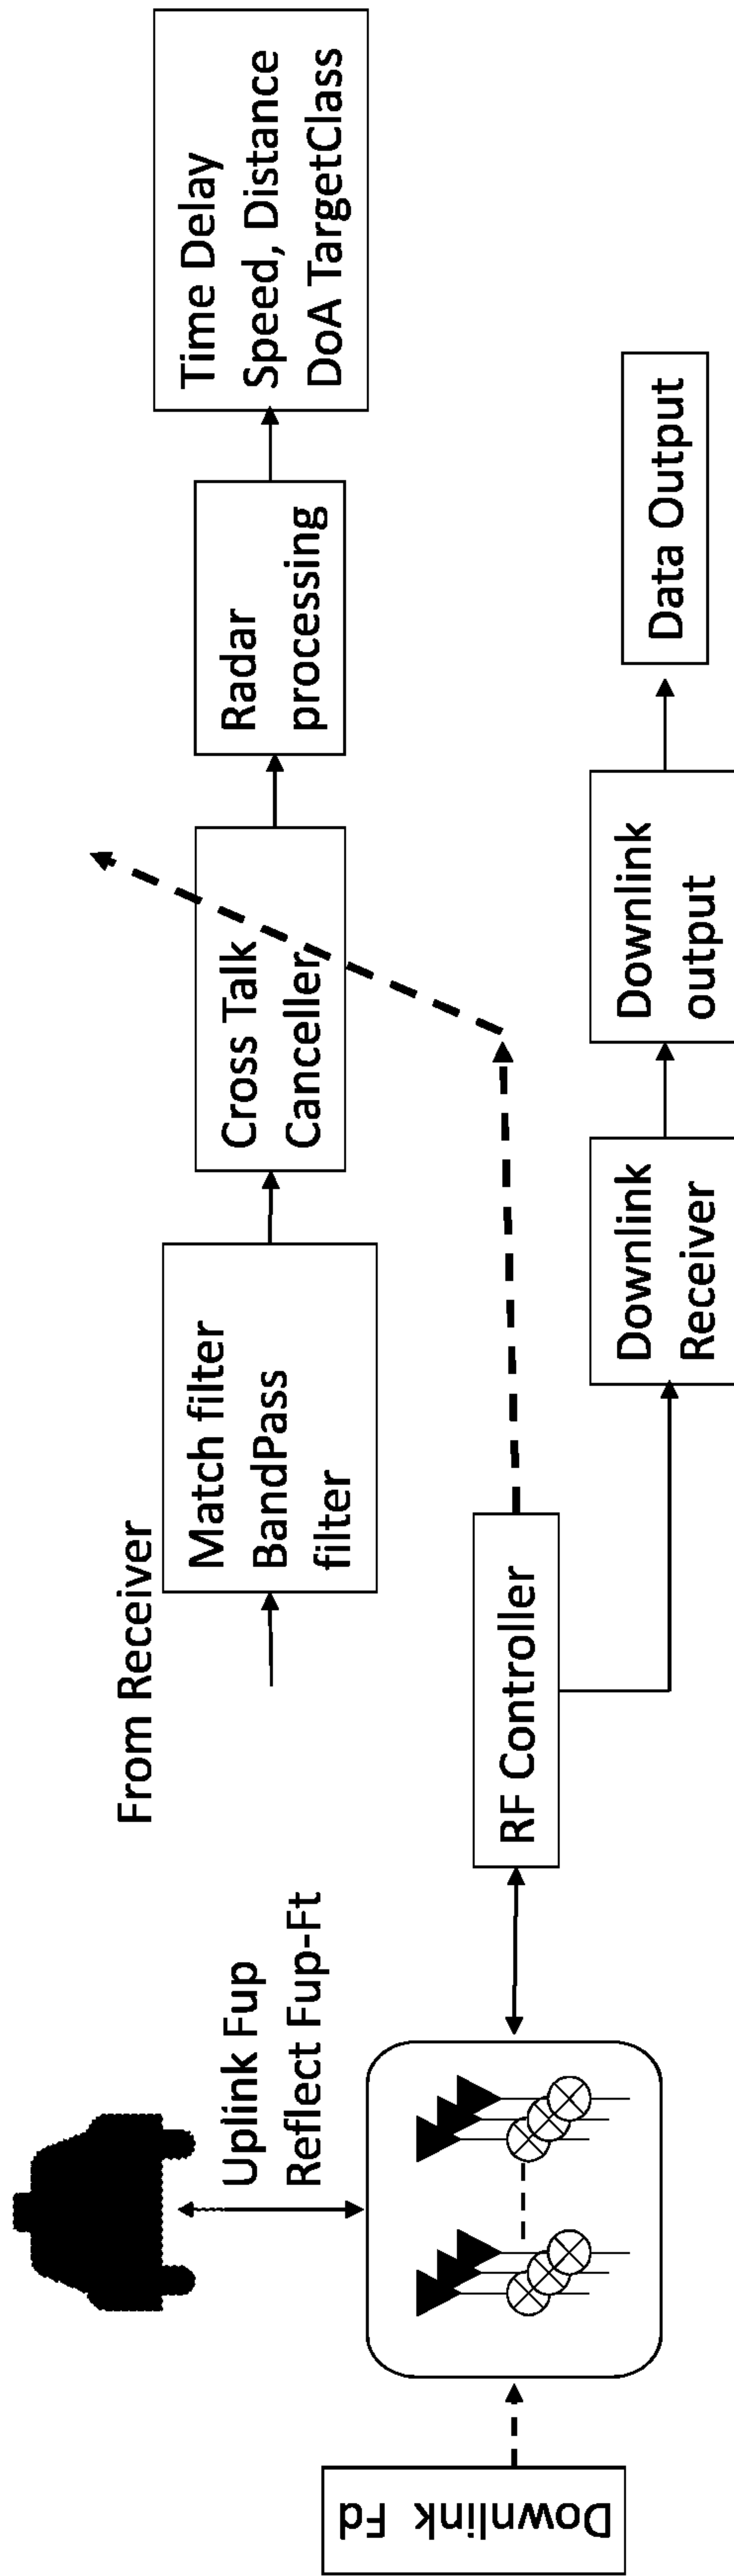 From Receiver
Match filter
BandPass
filter
Cross Talk
Canceller
Radar
processing
Time Delay
Speed, Distance
DoA TargetClass
Uplink Fup
Reflect Fup-Ft
Downlink Fd
RF Controller
Downlink
Receiver
Downlink
output
Data Output